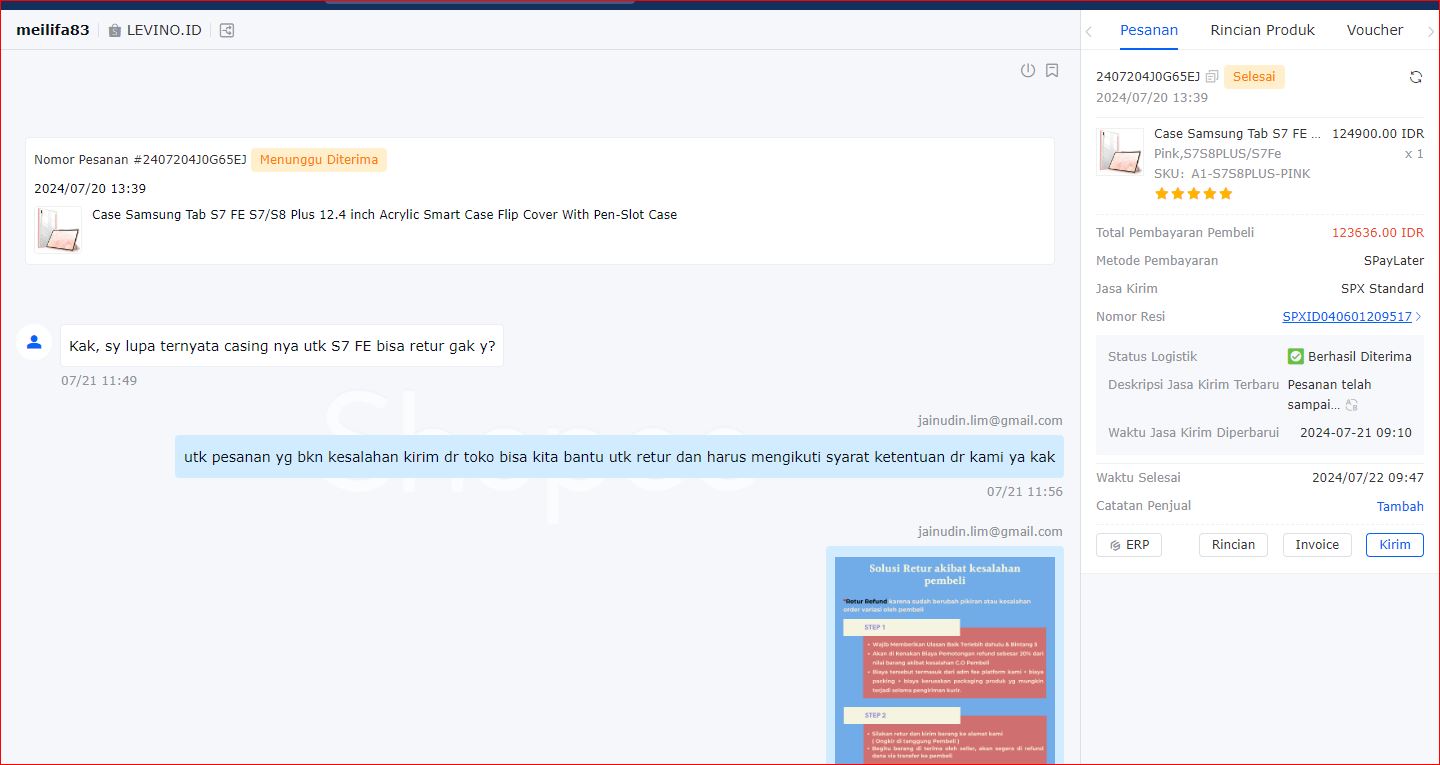 meilifa83 LEVINO.ID
Nomor Pesanan #2407204J0G65EJ Menunggu Diterima
2024/07/20 13:39
Case Samsung Tab S7 FE S7/S8 Plus 12.4 inch Acrylic Smart Case Flip Cover With Pen-Slot Case
Kak, sy lupa ternyata casing nya utk S7 FE bisa retur gak y?
07/21 11:49
Shopee
jainudin.lim@gmail.com
utk pesanan yg bkn kesalahan kirim dr toko bisa kita bantu utk retur dan harus mengikuti syarat ketentuan dr kami ya kak
07/21 11:56
jainudin.lim@gmail.com
Solusi Retur akibat kesalahan
pembeli
"Retur Refund karena sudah berubah pikiran atau kesalahan
order variasi oleh pembeli
STEP 1
• Wajib Memberikan Ulasan Baik Terlebih dahulu & Bintang 5
• Akan di Kenakan Biaya Pemotongan refund sebesar 20% dari
nilai barang akibat kesalahan C.O Pembeli
• Biaya tersebut termasuk dari adm fee platform kami + biaya
packing + biaya kerusakan packaging produk yg mungkin
terjadi selama pengiriman kurir.
STEP 2
• Silakan retur dan kirim barang ke alamat kami
( Ongkir di tanggung Pembeli )
• Begitu barang di terima oleh seller, akan segera di refund
dana via transfer ke pembeli
Pesanan Rincian Produk Voucher
2407204J0G65EJ Selesai
2024/07/20 13:39
Case Samsung Tab S7 FE ... 124900.00 IDR
Pink,S7S8PLUS/S7Fe x 1
SKU: A1-S7S8PLUS-PINK
Total Pembayaran Pembeli 123636.00 IDR
Metode Pembayaran SPayLater
Jasa Kirim SPX Standard
Nomor Resi SPXID040601209517
Status Logistik Berhasil Diterima
Deskripsi Jasa Kirim Terbaru Pesanan telah
sampai...
Waktu Jasa Kirim Diperbarui 2024-07-21 09:10
Waktu Selesai 2024/07/22 09:47
Catatan Penjual Tambah
ERP Rincian Invoice Kirim